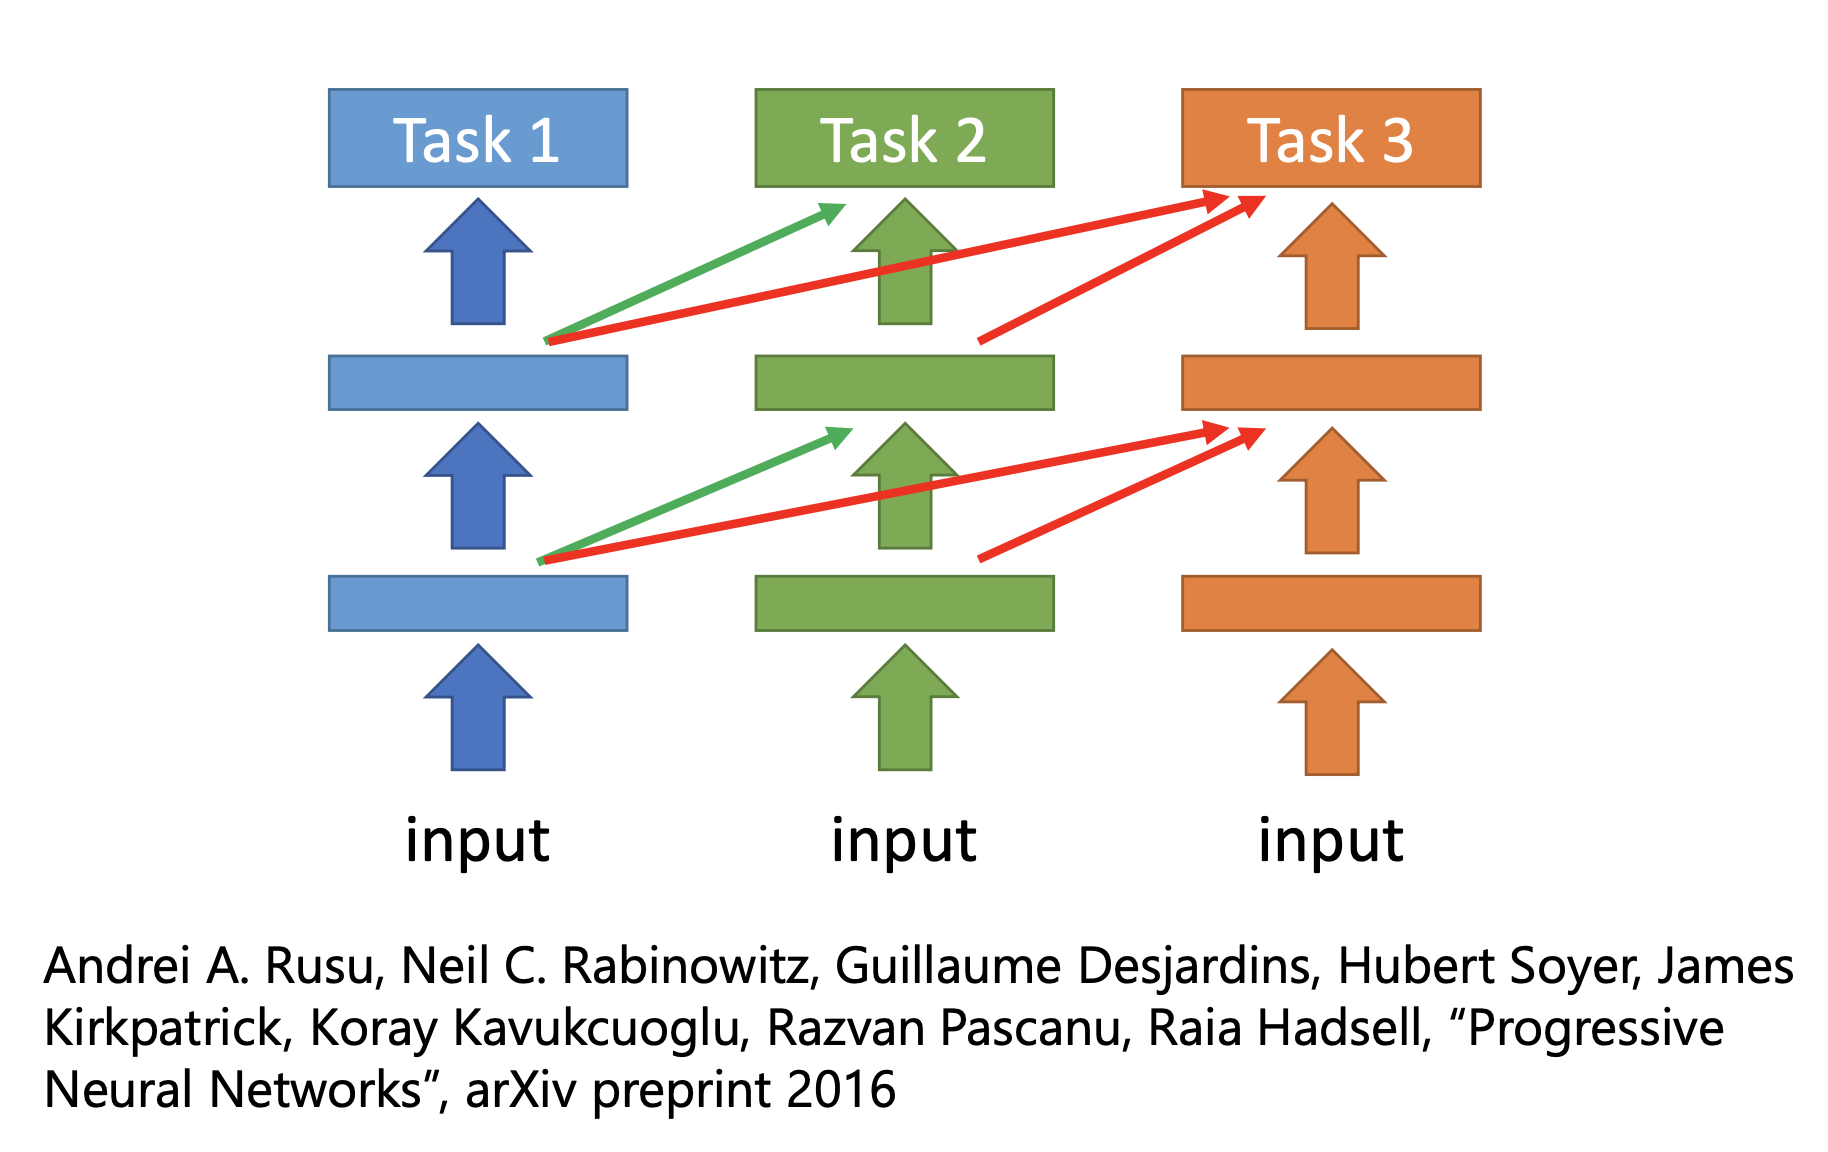 Task 1
Task 2
Task 3
input
input
input
Andrei A. Rusu, Neil C. Rabinowitz, Guillaume Desjardins, Hubert Soyer, James
Kirkpatrick, Koray Kavukcuoglu, Razvan Pascanu, Raia Hadsell, “Progressive
Neural Networks”, arXiv preprint 2016